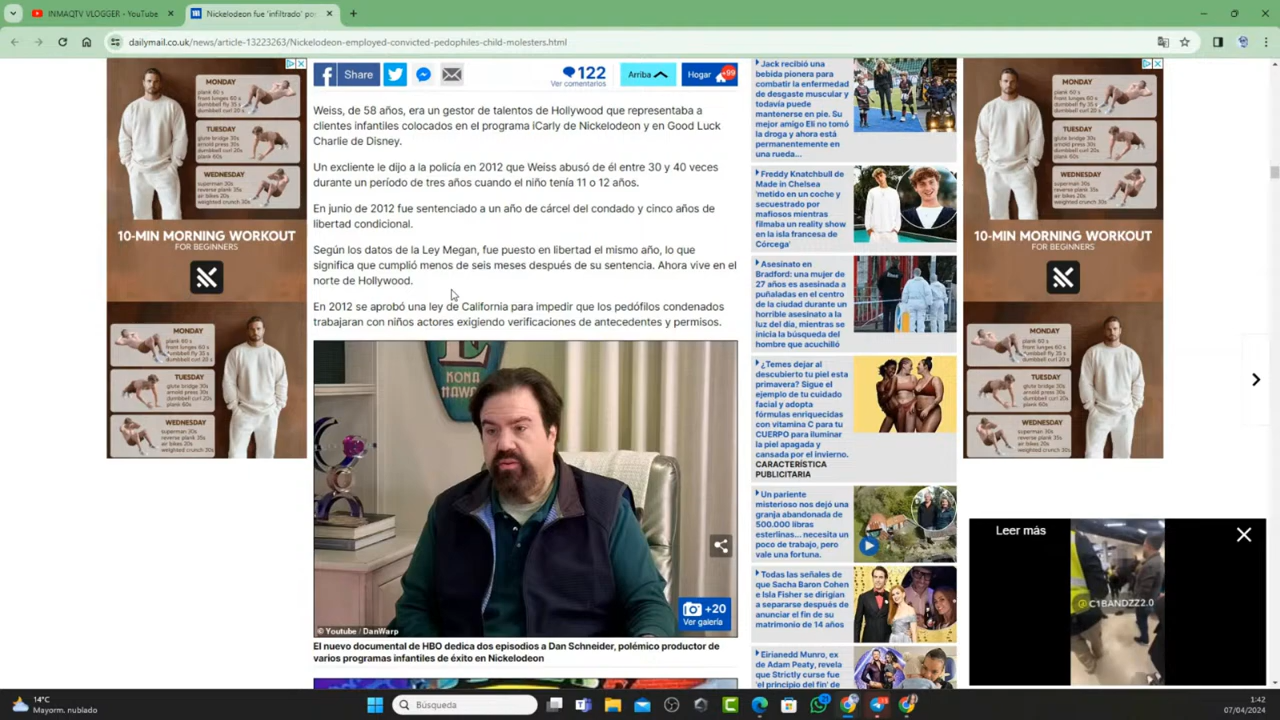 INMAQTV VLOGGER - YouTube
Nickelodeon fue 'infiltrado' po
dailymail.co.uk/news/article-13223263/Nickelodeon-employed-convicted-pedophiles-child-molesters.html
Share
122
Ver comentarios
Arriba
Hogar
+99
Weiss, de 58 años, era un gestor de talentos de Hollywood que representaba a
clientes infantiles colocados en el programa iCarly de Nickelodeon y en Good Luck
Charlie de Disney.
Un excliente le dijo a la policía en 2012 que Weiss abusó de él entre 30 y 40 veces
durante un período de tres años cuando el niño tenía 11 o 12 años.
En junio de 2012 fue sentenciado a un año de cárcel del condado y cinco años de
libertad condicional.
Según los datos de la Ley Megan, fue puesto en libertad el mismo año, lo que
significa que cumplió menos de seis meses después de su sentencia. Ahora vive en el
norte de Hollywood.
En 2012 se aprobó una ley de California para impedir que los pedófilos condenados
trabajaran con niños actores exigiendo verificaciones de antecedentes y permisos.
KONA
+20
Ver galería
© Youtube / DanWarp
El nuevo documental de HBO dedica dos episodios a Dan Schneider, polémico productor de
varios programas infantiles de éxito en Nickelodeon
Jack recibió una
bebida pionera para
combatir la enfermedad
de desgaste muscular y
todavía puede
mantenerse en pie. Su
mejor amigo Eli no tomó
la droga y ahora está
permanentemente en
una rueda...
Freddy Knatchbull de
Made in Chelsea
'metido en un coche y
secuestrado por
mafiosos mientras
filmaba un reality show
en la isla francesa de
Córcega'
Asesinato en
Bradford: una mujer de
27 años es asesinada a
puñaladas en el centro
de la ciudad durante un
horrible asesinato a la
luz del día, mientras se
inicia la búsqueda del
hombre que acuchilló
¿Temes dejar al
descubierto tu piel esta
primavera? Sigue el
ejemplo de tu cuidado
facial y adopta
fórmulas enriquecidas
con vitamina C para tu
CUERPO para iluminar
la piel apagada y
cansada por el invierno.
CARACTERÍSTICA
PUBLICITARIA
Un pariente
misterioso nos dejó una
granja abandonada de
500.000 libras
esterlinas... necesita un
poco de trabajo, pero
vale una fortuna.
Todas las señales de
que Sacha Baron Cohen
e Isla Fisher se dirigían
a separarse después de
anunciar el fin de su
matrimonio de 14 años
Eirianedd Munro, ex
de Adam Peaty, revela
que Strictly curse fue
'el principio del fin' de
MONDAY
TUESDAY
WEDNESDAY
10-MIN MORNING WORKOUT
FOR BEGINNERS
MONDAY
TUESDAY
WEDNESDAY
MONDAY
TUESDAY
WEDNESDAY
10-MIN MORNING WORKOUT
FOR BEGINNERS
MONDAY
TUESDAY
WEDNESDAY
Leer más
@C1BANDZZ2.0
14°C
Mayorm. nublado
Búsqueda
1:42
07/04/2024